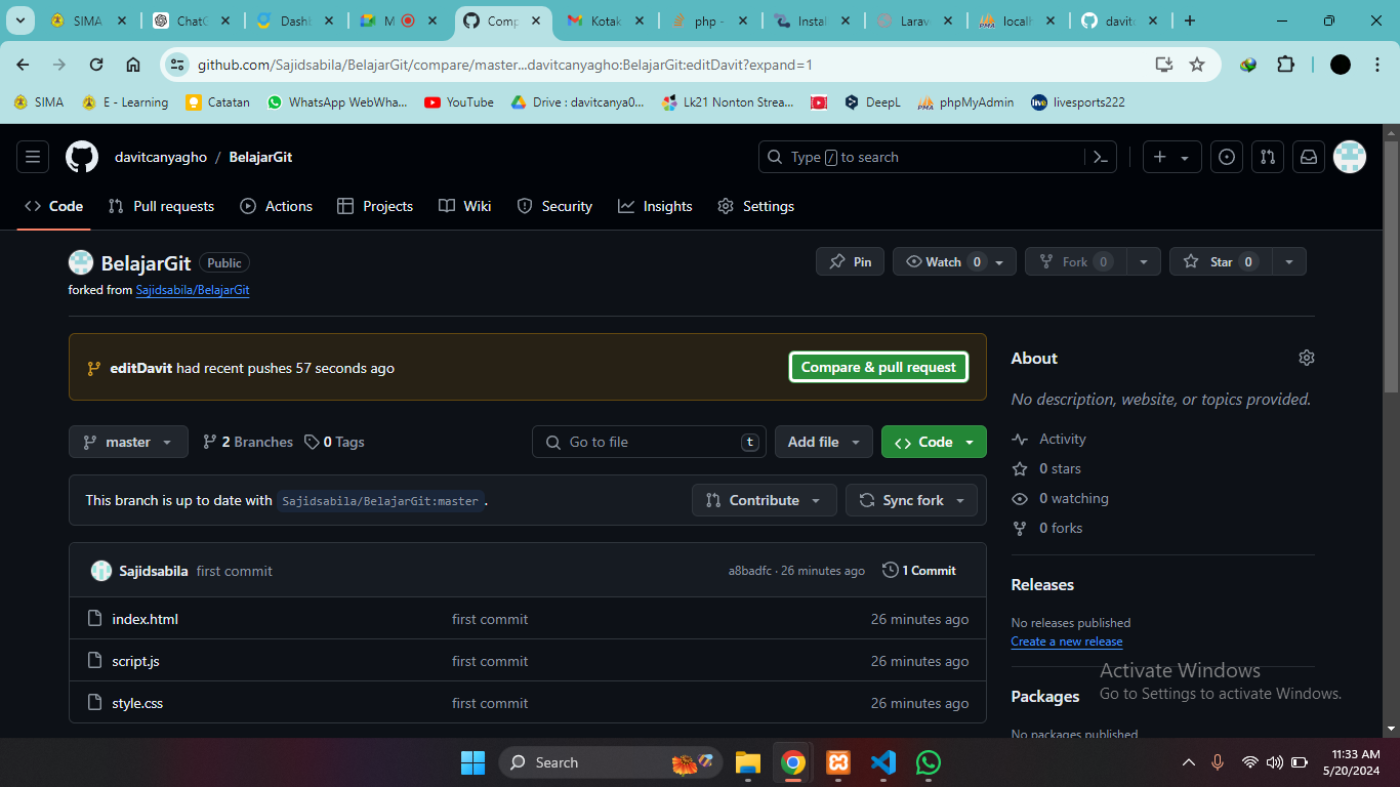 SIMA
ChatG
Dashb
M
Comp
Kotak
php -
Instal
Larav
localh
davitc
github.com/Sajidsabila/BelajarGit/compare/master...davitcanyagho:BelajarGit:editDavit?expand=1
SIMA
E - Learning
Catatan
WhatsApp WebWha...
YouTube
Drive : davitcanya0...
Lk21 Nonton Strea...
DeepL
phpMyAdmin
livesports222
davitcanyagho / BelajarGit
Type / to search
Code
Pull requests
Actions
Projects
Wiki
Security
Insights
Settings
BelajarGit Public
Pin
Watch 0
Fork 0
Star 0
forked from Sajidsabila/BelajarGit
editDavit had recent pushes 57 seconds ago
Compare & pull request
master
2 Branches
0 Tags
Go to file t
Add file
Code
This branch is up to date with Sajidsabila/BelajarGit:master .
Contribute
Sync fork
Sajidsabila first commit
a8badfc · 26 minutes ago
1 Commit
index.html first commit 26 minutes ago
script.js first commit 26 minutes ago
style.css first commit 26 minutes ago
About
No description, website, or topics provided.
Activity
0 stars
0 watching
0 forks
Releases
No releases published
Create a new release
Packages
No packages published
Activate Windows
Go to Settings to activate Windows.
Search
11:33 AM
5/20/2024